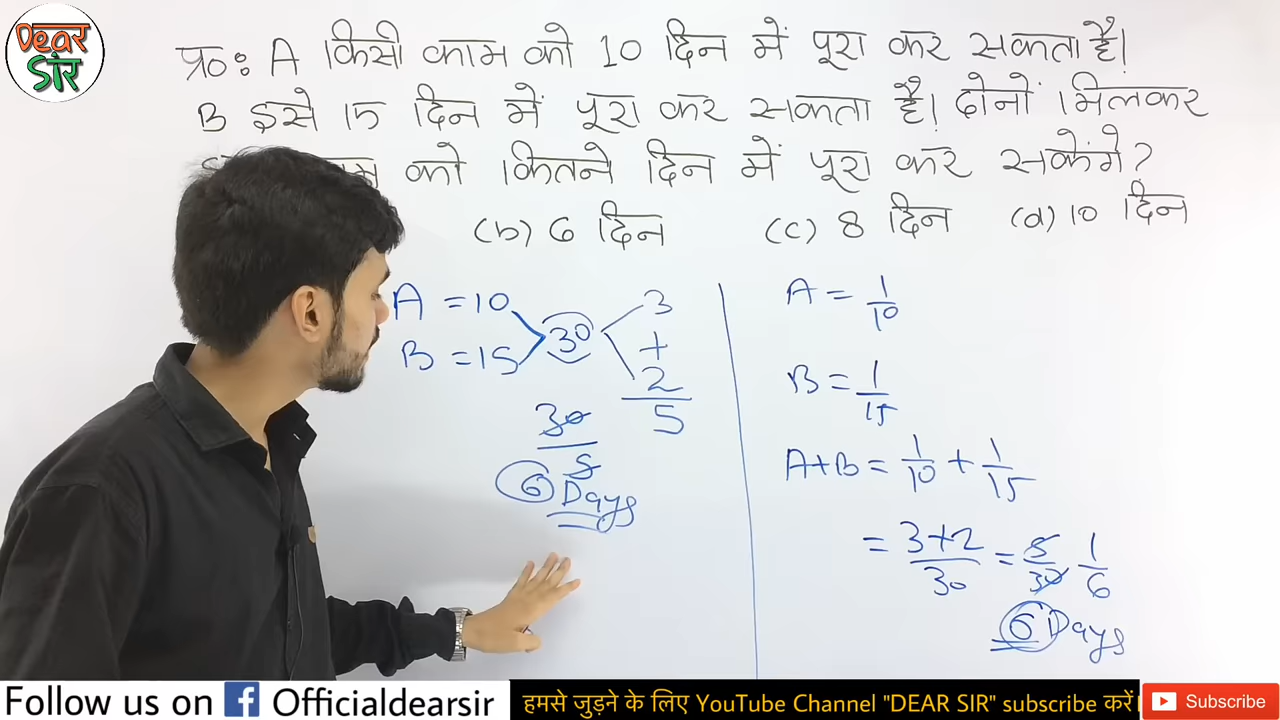 Dear
SIR
प्र०: A किसी काम को 10 दिन में पूरा कर सकता है।
B इसे 15 दिन में पूरा कर सकता है। दोनों मिलकर
को कितने दिन में पूरा कर सकेंगे?
(b) 6 दिन (c) 8 दिन (d) 10 दिन
A = 10
B = 15
30
3
+
2
5
30
5
6 Days
A = 1/10
B = 1/15
A+B = 1/10 + 1/15
= 3+2/30 = 5/30 1/6
6 Days
Follow us on f Officialdearsir
हमसे जुड़ने के लिए YouTube Channel "DEAR SIR" subscribe करें।
Subscribe